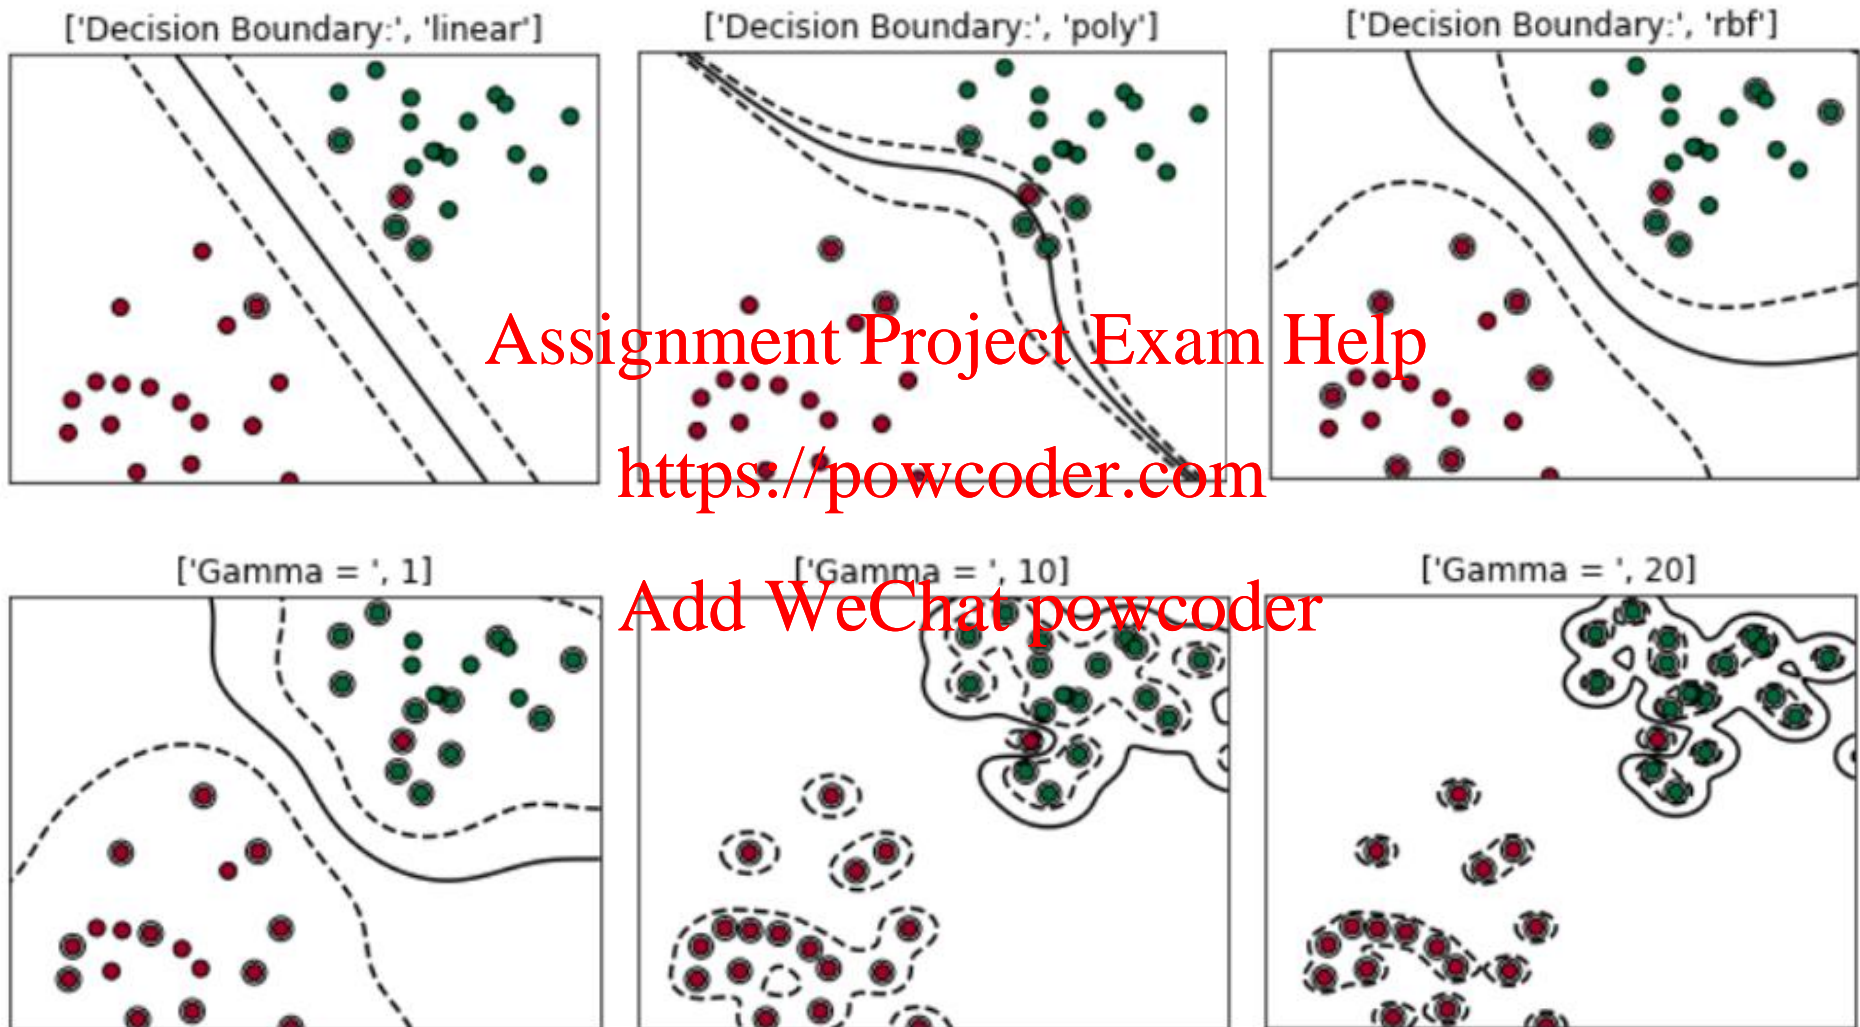 ['Decision Boundary:', 'linear']
['Decision Boundary:', 'poly']
['Decision Boundary:', 'rbf']
Assignment Project Exam Help
https://powcoder.com
['Gamma = ', 1]
['Gamma = ', 10]
['Gamma = ', 20]
Add WeChat powcoder